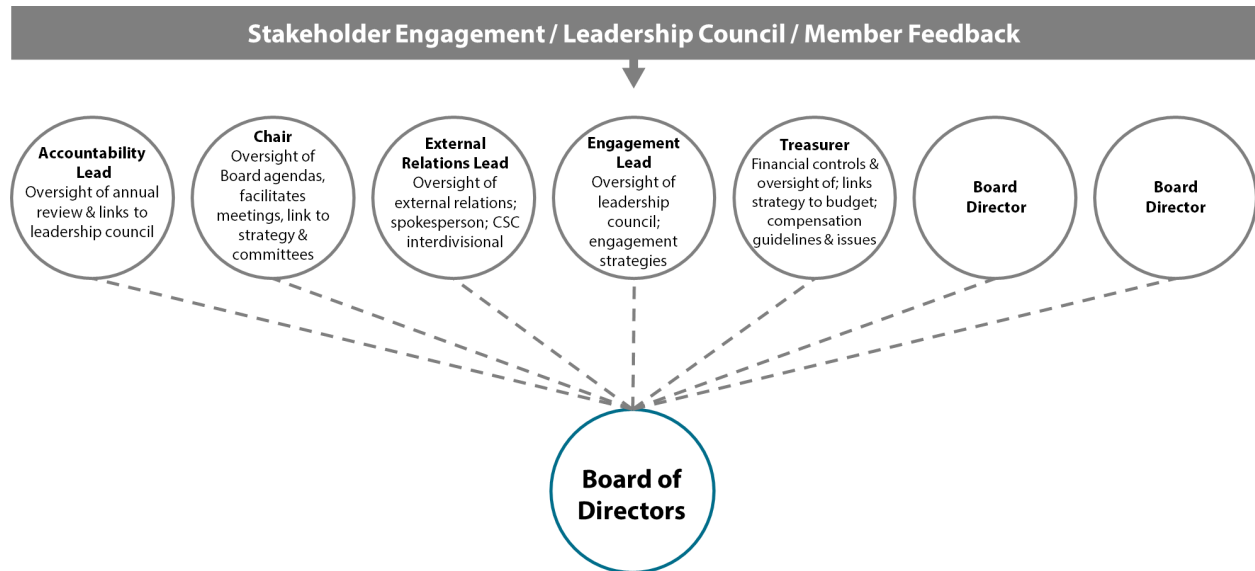 Stakeholder Engagement / Leadership Council / Member Feedback
Accountability
Lead
Oversight of annual
review & links to
leadership council
Chair
Oversight of
Board agendas,
facilitates
meetings, link to
strategy &
committees
External
Relations Lead
Oversight of
external relations;
spokesperson; CSC
interdivisional
Engagement
Lead
Oversight of
leadership
council;
engagement
strategies
Treasurer
Financial controls &
oversight of; links
strategy to budget;
compensation
guidelines & issues
Board
Director
Board
Director
Board of
Directors